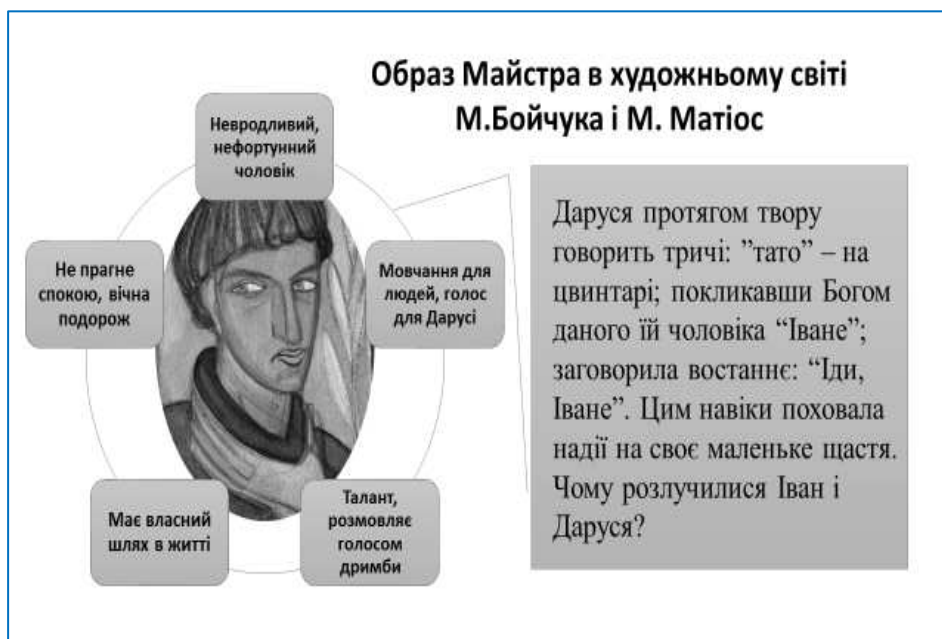 Образ Майстра в художньому світі
М.Бойчука і М. Матіос
Невродливий,
нефортунний
чоловік
Не прагне
спокою, вічна
подорож
Мовчання для
людей, голос
для Дарусі
Має власний
шлях в житті
Талант,
розмовляє
голосом
дримби
Даруся протягом твору
говорить тричі: ”тато” – на
цвинтарі; покликавши Богом
даного їй чоловіка “Іване”;
заговорила востаннє: “Іди,
Іване”. Цим навіки поховала
надії на своє маленьке щастя.
Чому розлучилися Іван і
Даруся?